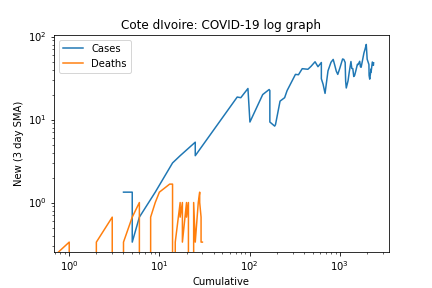 Cote dIvoire: COVID-19 log graph
Cases
Deaths
New (3 day SMA)
10²
10¹
10⁰
10⁰ 10¹ 10² 10³
Cumulative